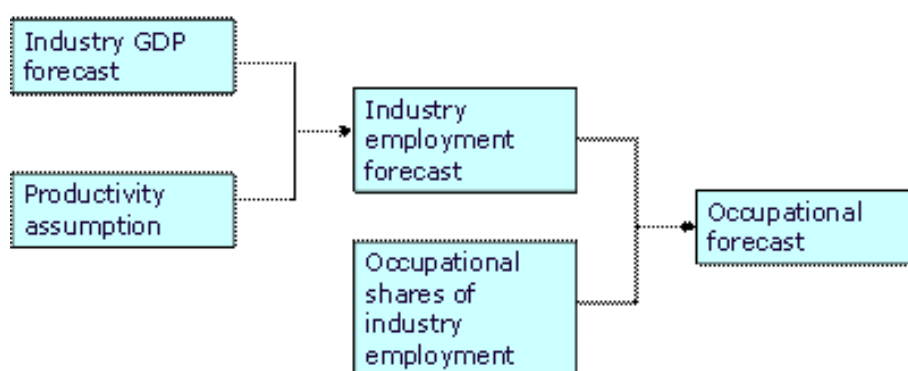 Industry GDP
forecast
Productivity
assumption
Industry
employment
forecast
Occupational
shares of
industry
employment
Occupational
forecast